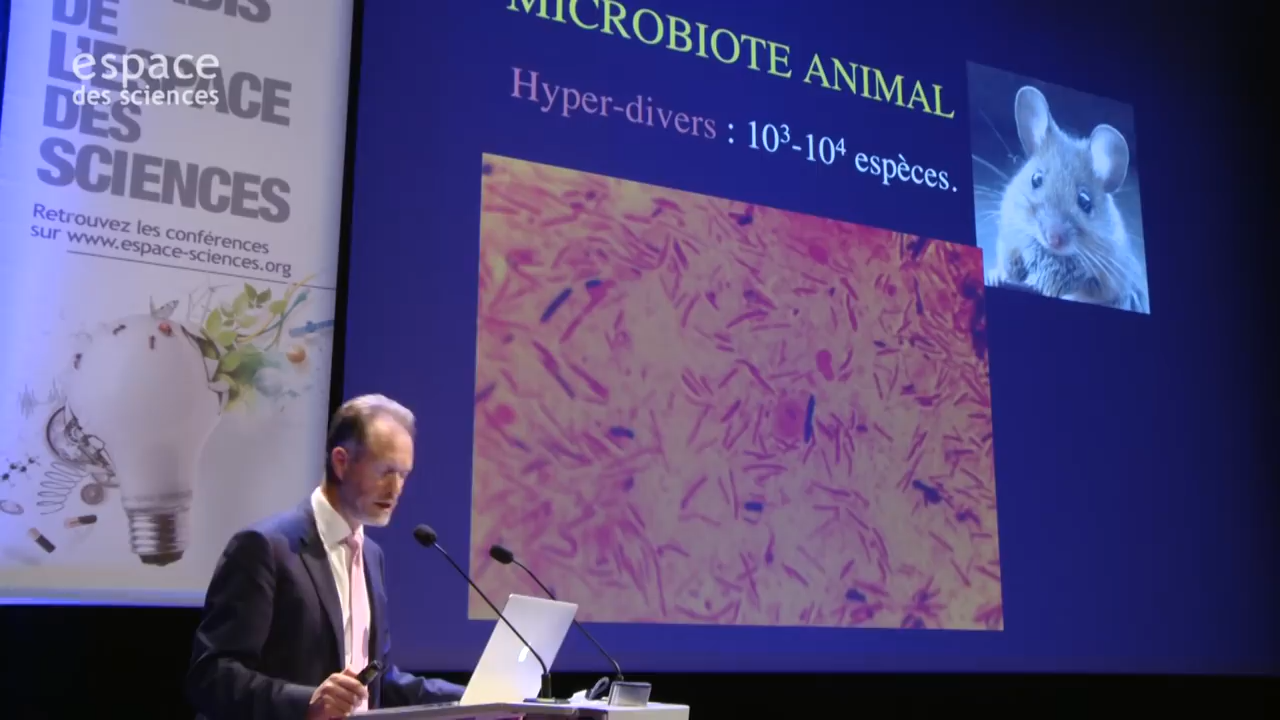 DE
L'ESPACE
DES
SCIENCES
Retrouvez les conférences
sur www.espace-sciences.org
espace
des sciences
MICROBIOTE ANIMAL
Hyper-divers : 10³-10⁴ espèces.